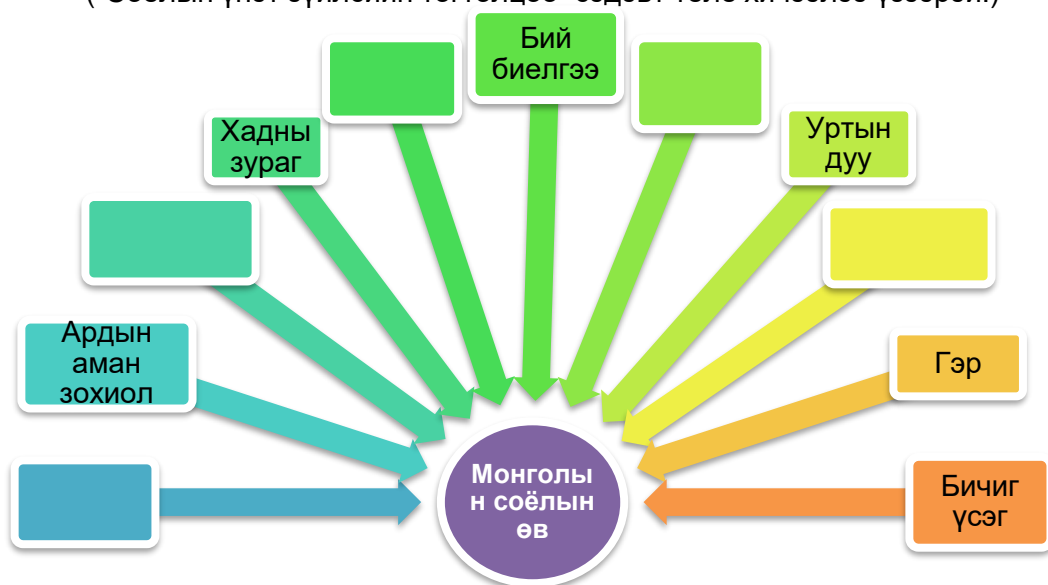 Бий
биелгээ
Хадны
зураг
Уртын
дуу
Ардын
аман
зохиол
Гэр
Монголы
н соёлын
өв
Бичиг
үсэг